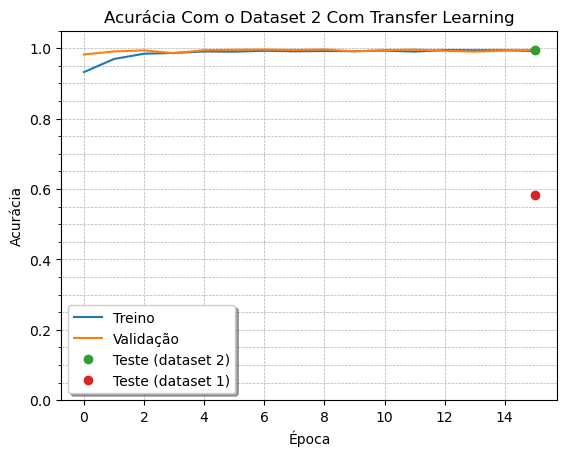 Acurácia Com o Dataset 2 Com Transfer Learning
1.0
0.8
0.6
0.4
0.2
0.0
Acurácia
Treino
Validação
Teste (dataset 2)
Teste (dataset 1)
0 2 4 6 8 10 12 14
Época